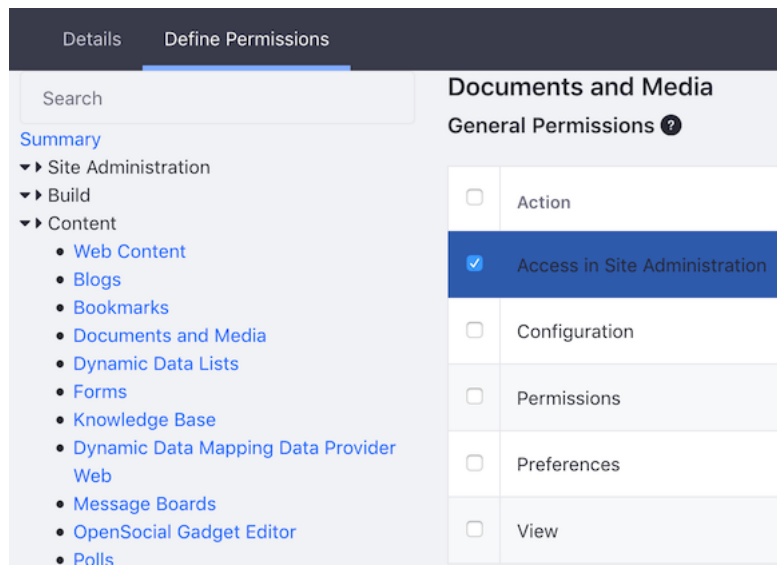 Details Define Permissions
Search
Summary
Site Administration
Build
Content
Web Content
Blogs
Bookmarks
Documents and Media
Dynamic Data Lists
Forms
Knowledge Base
Dynamic Data Mapping Data Provider
Web
Message Boards
OpenSocial Gadget Editor
Polls
Documents and Media
General Permissions ?
Action
Access in Site Administration
Configuration
Permissions
Preferences
View